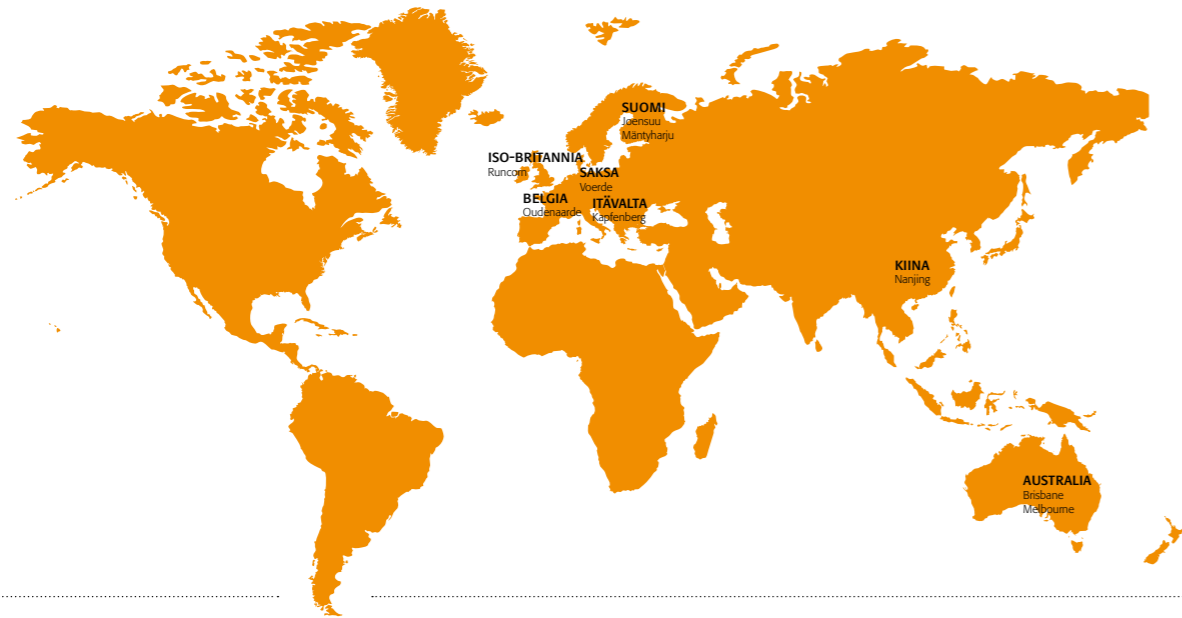 SUOMI
Joensuu
Mäntyharju
ISO-BRITANNIA
Runcorn
SAKSA
Voerde
BELGIA
Oudenaarde
ITÄVALTA
Kapfenberg
KIINA
Nanjing
AUSTRALIA
Brisbane
Melbourne